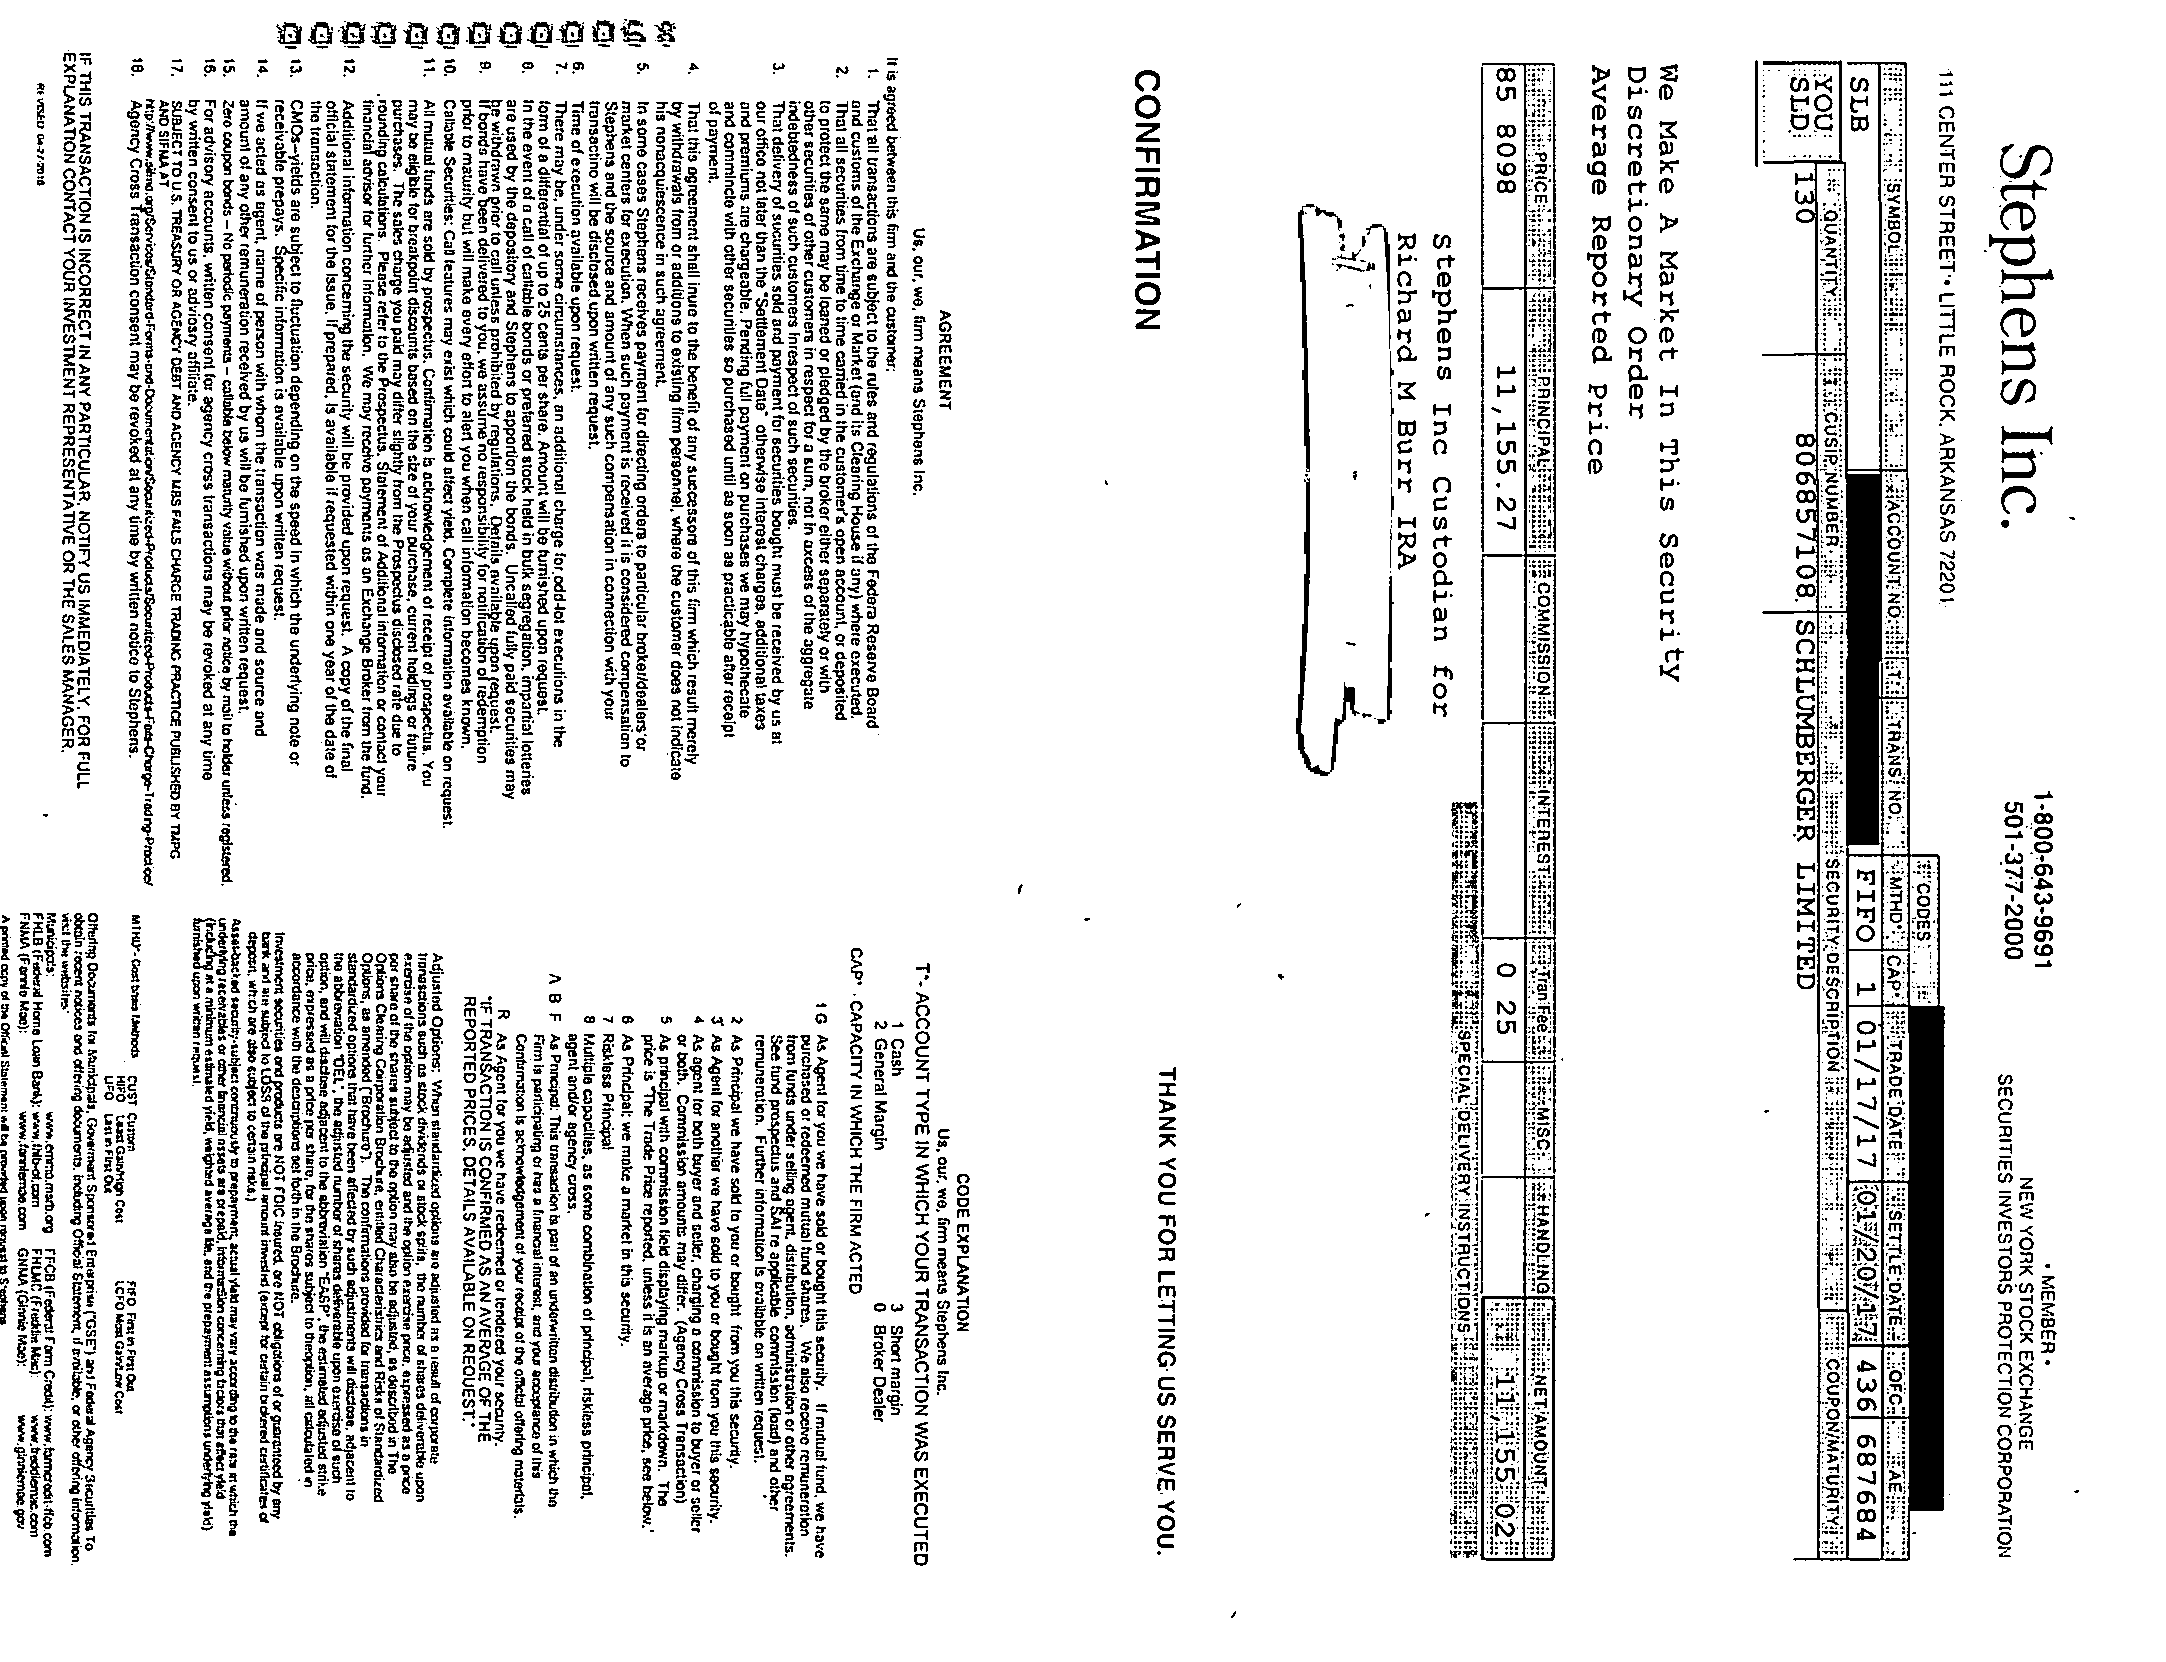 Stephens Inc.
111 CENTER STREET • LITTLE ROCK, ARKANSAS 72201
1-800-643-9691
501-377-2000
• MEMBER •
NEW YORK STOCK EXCHANGE
SECURITIES INVESTORS PROTECTION CORPORATION
CODES
SYMBOL ACCOUNT NO. T* TRANS NO. MTHD* CAP* TRADE DATE SETTLE DATE OFC. AE
SLB FIFO 1 01/17/17 01/20/17 436 687684
YOU SLD QUANTITY CUSIP NUMBER SECURITY DESCRIPTION COUPON/MATURITY
130 806857108 SCHLUMBERGER LIMITED
We Make A Market In This Security
Discretionary Order
Average Reported Price
PRICE PRINCIPAL COMMISSION INTEREST Tran Fee MISC. HANDLING NET AMOUNT
85 8098 11,155.27 0 25 11,155 02
SPECIAL DELIVERY INSTRUCTIONS
Stephens Inc Custodian for
Richard M Burr IRA
CONFIRMATION
THANK YOU FOR LETTING US SERVE YOU.
AGREEMENT
Us, our, we, firm means Stephens Inc.
It is agreed between this firm and the customer:
1. That all transactions are subject to the rules and regulations of the Federa Reserve Board
and customs of the Exchange or Market (and its Clearing House if any) where executed.
2. That all securities from time to time carried in the customer's open account, or deposited
to protect the same may be loaned or pledged by the broker either separately or with
other securities of other customers in respect for a sum, not in excess of the aggregate
indebtedness of such customers inrespect of such securities.
3. That delivery of securities sold and payment for securities bought must be received by us at
our office not later than the "Settlement Date" otherwise interest charges, additional taxes
and premiums are chargeable. Pending full payment on purchases we may hypothecate
and commincte with other securities so purchased until as soon as practicable after receipt
of payment.
4. That this agreement shall inure to the benefit of any successors of this firm which result merely
by withdrawals from or additions to existing firm personnel, where the customer does not indicate
his nonacquiescence in such agreement.
5. In some cases Stephens receives payment for directing orders to particular broker/dealers or
market centers for execution. When such payment is received it is considered compensation to
Stephens and the source and amount of any such compensation in connection with your
transactino will be disclosed upon written request.
6. Time of execution available upon request.
7. There may be, under some circumstances, an additional charge for odd-lot executions in the
form of a differential of up to 25 cents per share. Amount will be furnished upon request.
8. In the event of a call of callable bonds or preferred stock held in bulk segregation, impartial lotteries
are used by the depository and Stephens to apportion the bonds. Uncalled fully paid securities may
be withdrawn prior to call unless prohibited by regulations. Details available upon request.
9. If bonds have been delivered to you, we assume no responsibility for notification of redemption
prior to maturity but will make every effort to alert you when call information becomes known.
10. Callable Securities: Call features may exist which could affect yield. Complete information available on request.
11. All mutual funds are sold by prospectus. Confirmation is acknowledgement of receipt of prospectus. You
may be eligible for breakpoint discounts based on the size of your purchase, current holdings or future
purchases. The sales charge you paid may differ slightly from the Prospectus disclosed rate due to
rounding calculations. Please refer to the Prospectus, Statement of Additional Information or contact your
financial advisor for further information. We may receive payments as an Exchange Broker from the fund.
12. Additional information concerning the security will be provided upon request. A copy of the final
official statement for the issue, if prepared, is available if requested within one year of the date of
the transaction.
13. CMOs–yields are subject to fluctuation depending on the speed in which the underlying note or
receivable prepays. Specific information is available upon written request.
14. If we acted as agent, name of person with whom the transaction was made and source and
amount of any other remuneration received by us will be furnished upon written request.
15. Zero coupon bonds – No periodic payments – callable below maturity value without prior notice by mail to holder unless registered.
16. For advisory accounts, written consent for agency cross transactions may be revoked at any time
by written consent to us or adviosry affiliate.
17. SUBJECT TO U.S. TREASURY OR AGENCY DEBT AND AGENCY MBS FAILS CHARGE TRADING PRACTICE PUBLISHED BY TMPG
AND SIFMA AT
http://www.sifma.org/Services/Standard-Forms-and-Documentation/Securitized-Products/Securitized-Products-Fails-Charge-Trading-Practice/
18. Agency Cross Transaction consent may be revoked at any time by written notice to Stephens.
IF THIS TRANSACTION IS INCORRECT IN ANY PARTICULAR, NOTIFY US IMMEDIATELY. FOR FULL
EXPLANATION CONTACT YOUR INVESTMENT REPRESENTATIVE OR THE SALES MANAGER.
REVISED 04-27/2016
CODE EXPLANATION
Us, our, we, firm means Stephens Inc.
T* - ACCOUNT TYPE IN WHICH YOUR TRANSACTION WAS EXECUTED
1 Cash 3 Short margin
2 General Margin 0 Broker Dealer
CAP* - CAPACITY IN WHICH THE FIRM ACTED
1G As Agent for you we have sold or bought this security. If mutual fund, we have
purchased or redeemed mutual fund shares. We also receive remuneration
from funds under selling agent, distribution, administration or other agreements.
See fund prospectus and SAI re applicable commission (load) and other
remuneration. Further information is available on written request.
2 As Principal we have sold to you or bought from you this security.
3 As Agent for another we have sold to you or bought from you this security.
4 As agent for both buyer and seller, charging a commission to buyer or seller
or both. Commission amounts may differ. (Agency Cross Transaction)
5 As principal with commission field displaying markup or markdown. The
price is "The Trade Price reported, unless it is an average price, see below."
6 As Principal; we make a market in this security.
7 Riskless Principal
8 Multiple capacities, as some combination of principal, riskless principal,
agent and/or agency cross.
A B F As Principal: This transaction is part of an underwritten distribution in which the
Firm is participating or has a financial interest, and your acceptance of this
Confirmation is acknowledgement of your receipt of the official offering materials.
R As Agent for you we have redeemed or tendered your security.
"IF TRANSACTION IS CONFIRMED AS AN AVERAGE OF THE
REPORTED PRICES, DETAILS AVAILABLE ON REQUEST."
Adjusted Options: When standardized options are adjusted as a result of corporate
transactions such as stock dividends or stock splits, the number of shares deliverable upon
exercise of the option may be adjusted and the option exercise price, expressed as a price
per share of the shares subject to the option may also be adjusted, as described in The
Options Clearing Corporation Brochure, entitled Characteristics and Risks of Standardized
Options, as amended ("Brochure"). The confirmations provided for transactions in
standardized options that have been effected by such adjustments will disclose, adjacent to
the abbreviation "DEL", the adjusted number of shares deliverable upon exercise of such
option, and will disclose adjacent to the abbreviation "EASP", the estimated adjusted strike
price, expressed as a price per share for the shares subject to theoption, all calculated in
accordance with the descriptions set forth in the Brochure.
Investment securities and products are NOT FDIC insured, are NOT obligations of or guaranteed by any
bank and are subject to LOSS of the principal amount invested (except for certain brokered certificates of
deposit, which are also subject to certain risks.)
Asset-backed security-subject continuously to prepayment, actual yield may vary according to the rate at which the
underlying receivables or other financial assets are prepaid, information concerning factors that affect yield
(including at a minimum estimated yield, weighted average life, and the prepayment assumptions underlying yield)
furnished upon written request.
MTHD* - Cost basis Methods CUST Custom FIFO First in First Out
HIFO Least Gain/High Cost LCFO Most Gain/Low Cost
LIFO Last in First Out
Offering Documents for Municipals, Government Sponsored Enterprise ("GSE") and Federal Agency Securities To
obtain recent notices and offering documents, including Official Statement, if available, or other offering information,
visit the websites:
Municipals: www.emma.msrb.org FFCB (Federal Farm Credit): www.farmcredit-ffcb.com
FHLB (Federal Home Loan Bank): www.fhlb-of.com FHLMC (Freddie Mac): www.freddiemac.com
FNMA (Fannie Mae): www.fanniemae.com GNMA (Ginnie Mae): www.ginniemae.gov
A printed copy of the Official Statement will be provided upon request to Stephens